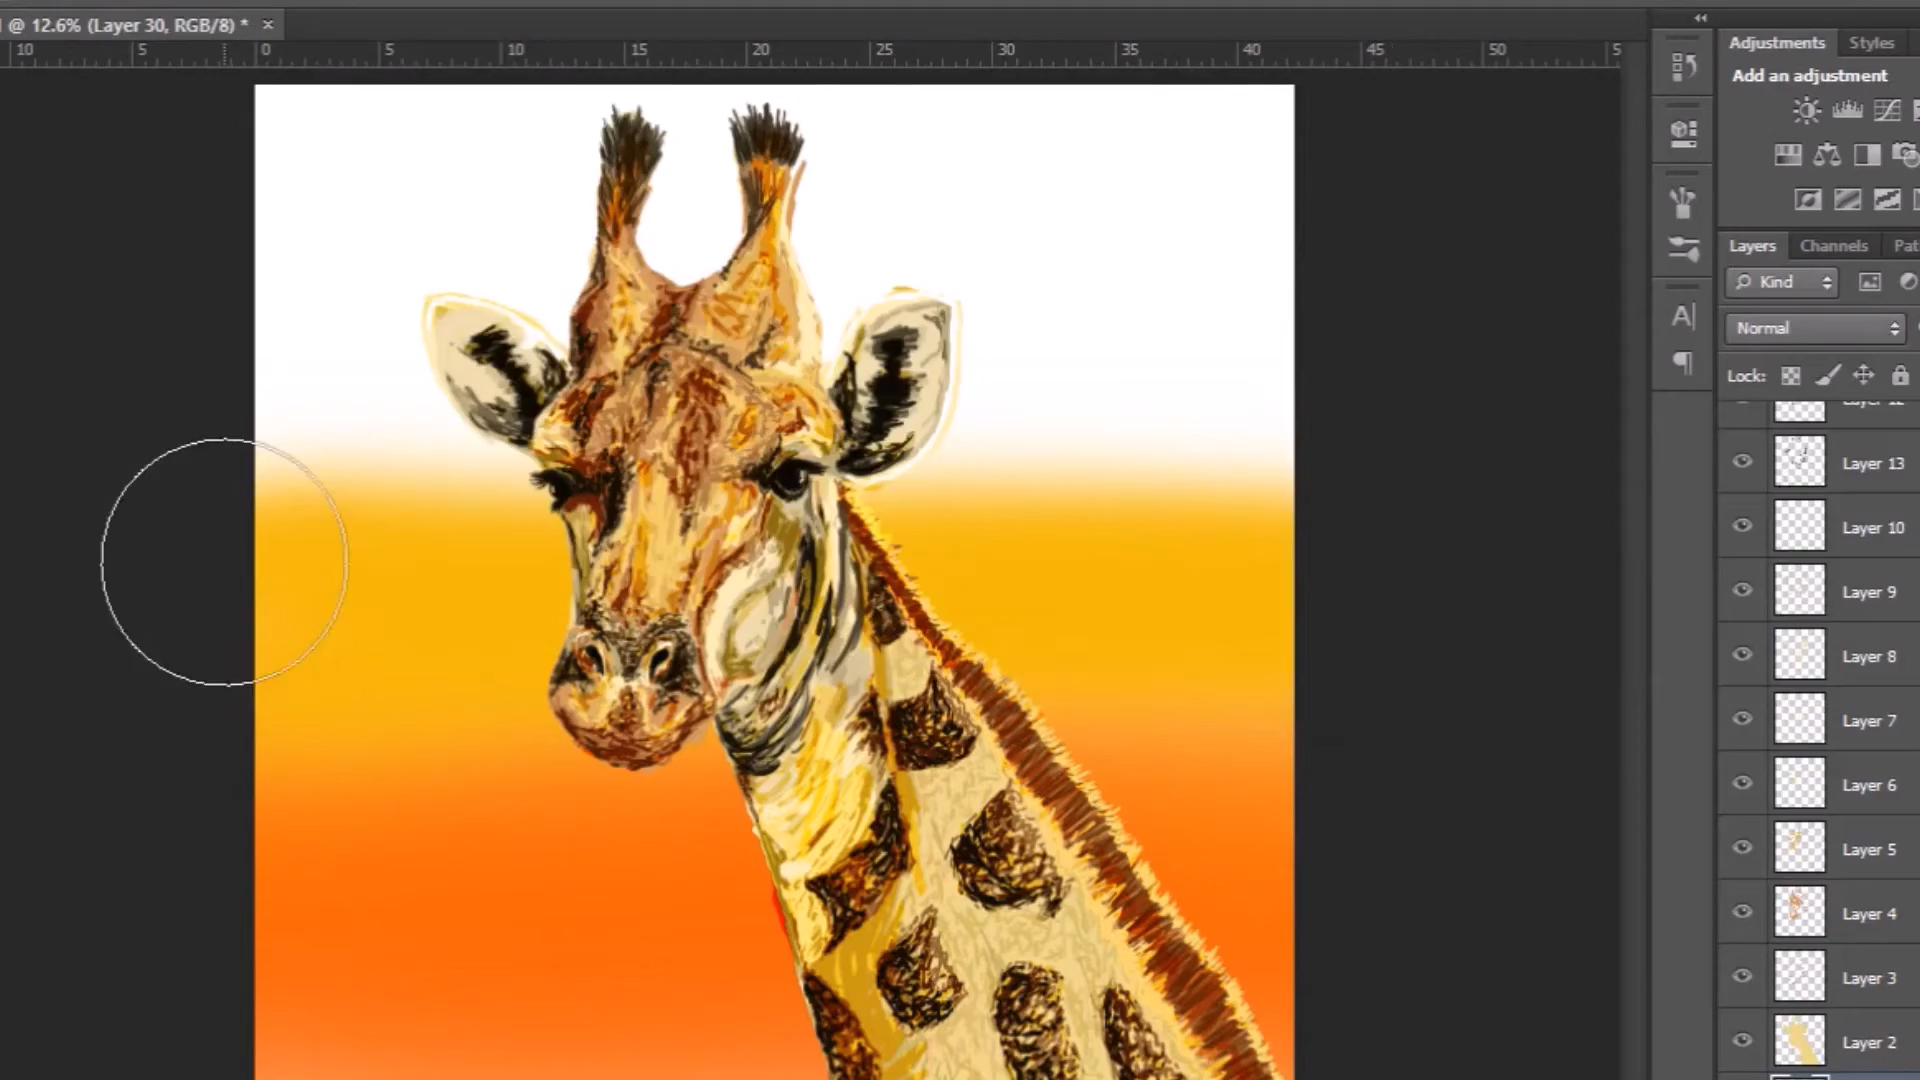 @ 12.6% (Layer 30, RGB/8) * ×
10 5 0 5 10 15 20 25 30 35 40 45 50 5
Adjustments Styles
Add an adjustment
Layers Channels Pat
Kind
Normal
Lock:
Layer 12
Layer 13
Layer 10
Layer 9
Layer 8
Layer 7
Layer 6
Layer 5
Layer 4
Layer 3
Layer 2